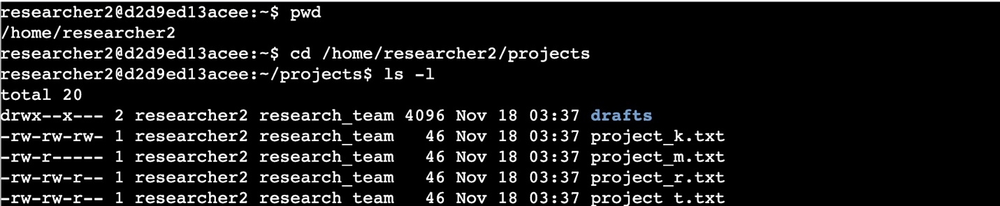 researcher2@d2d9ed13acee:~$ pwd
/home/researcher2
researcher2@d2d9ed13acee:~$ cd /home/researcher2/projects
researcher2@d2d9ed13acee:~/projects$ ls -l
total 20
drwx--x--- 2 researcher2 research_team 4096 Nov 18 03:37 drafts
-rw-rw-rw- 1 researcher2 research_team   46 Nov 18 03:37 project_k.txt
-rw-r----- 1 researcher2 research_team   46 Nov 18 03:37 project_m.txt
-rw-rw-r-- 1 researcher2 research_team   46 Nov 18 03:37 project_r.txt
-rw-rw-r-- 1 researcher2 research_team   46 Nov 18 03:37 project_t.txt